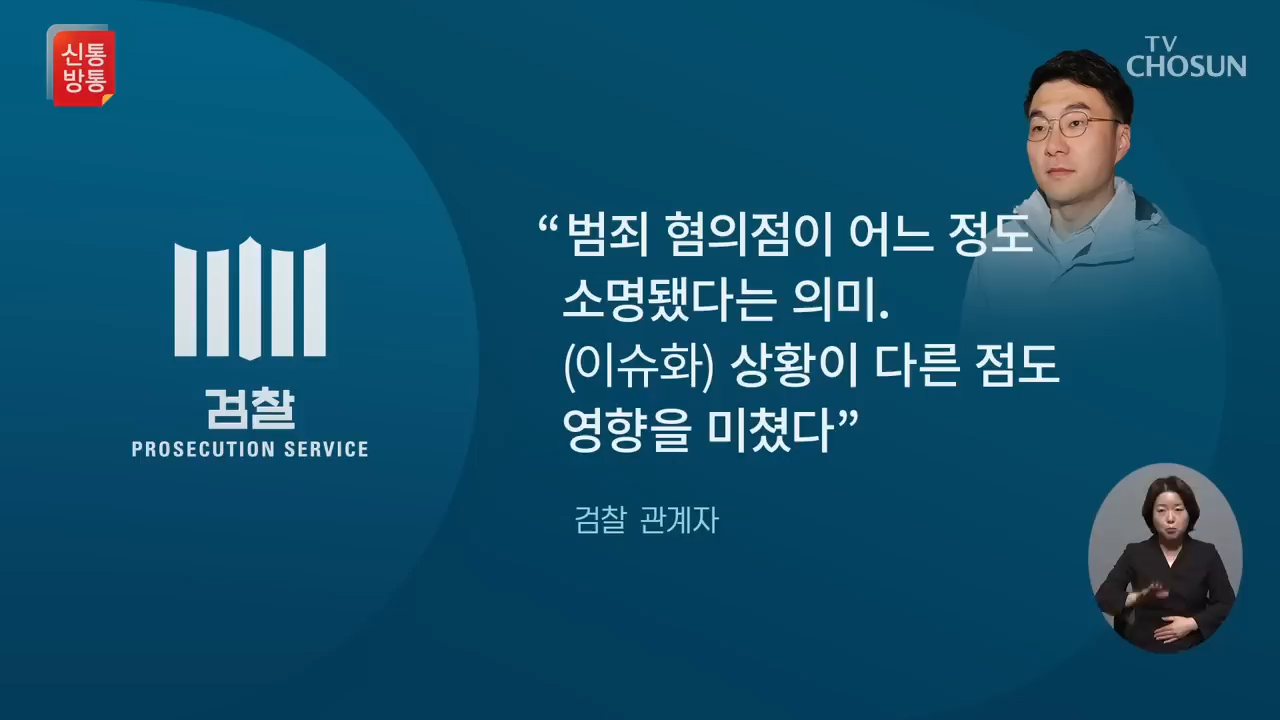 신통
방통
TV
CHOSUN
“범죄 혐의점이 어느 정도
소명됐다는 의미.
(이슈화) 상황이 다른 점도
영향을 미쳤다”
검찰 관계자
검찰
PROSECUTION SERVICE